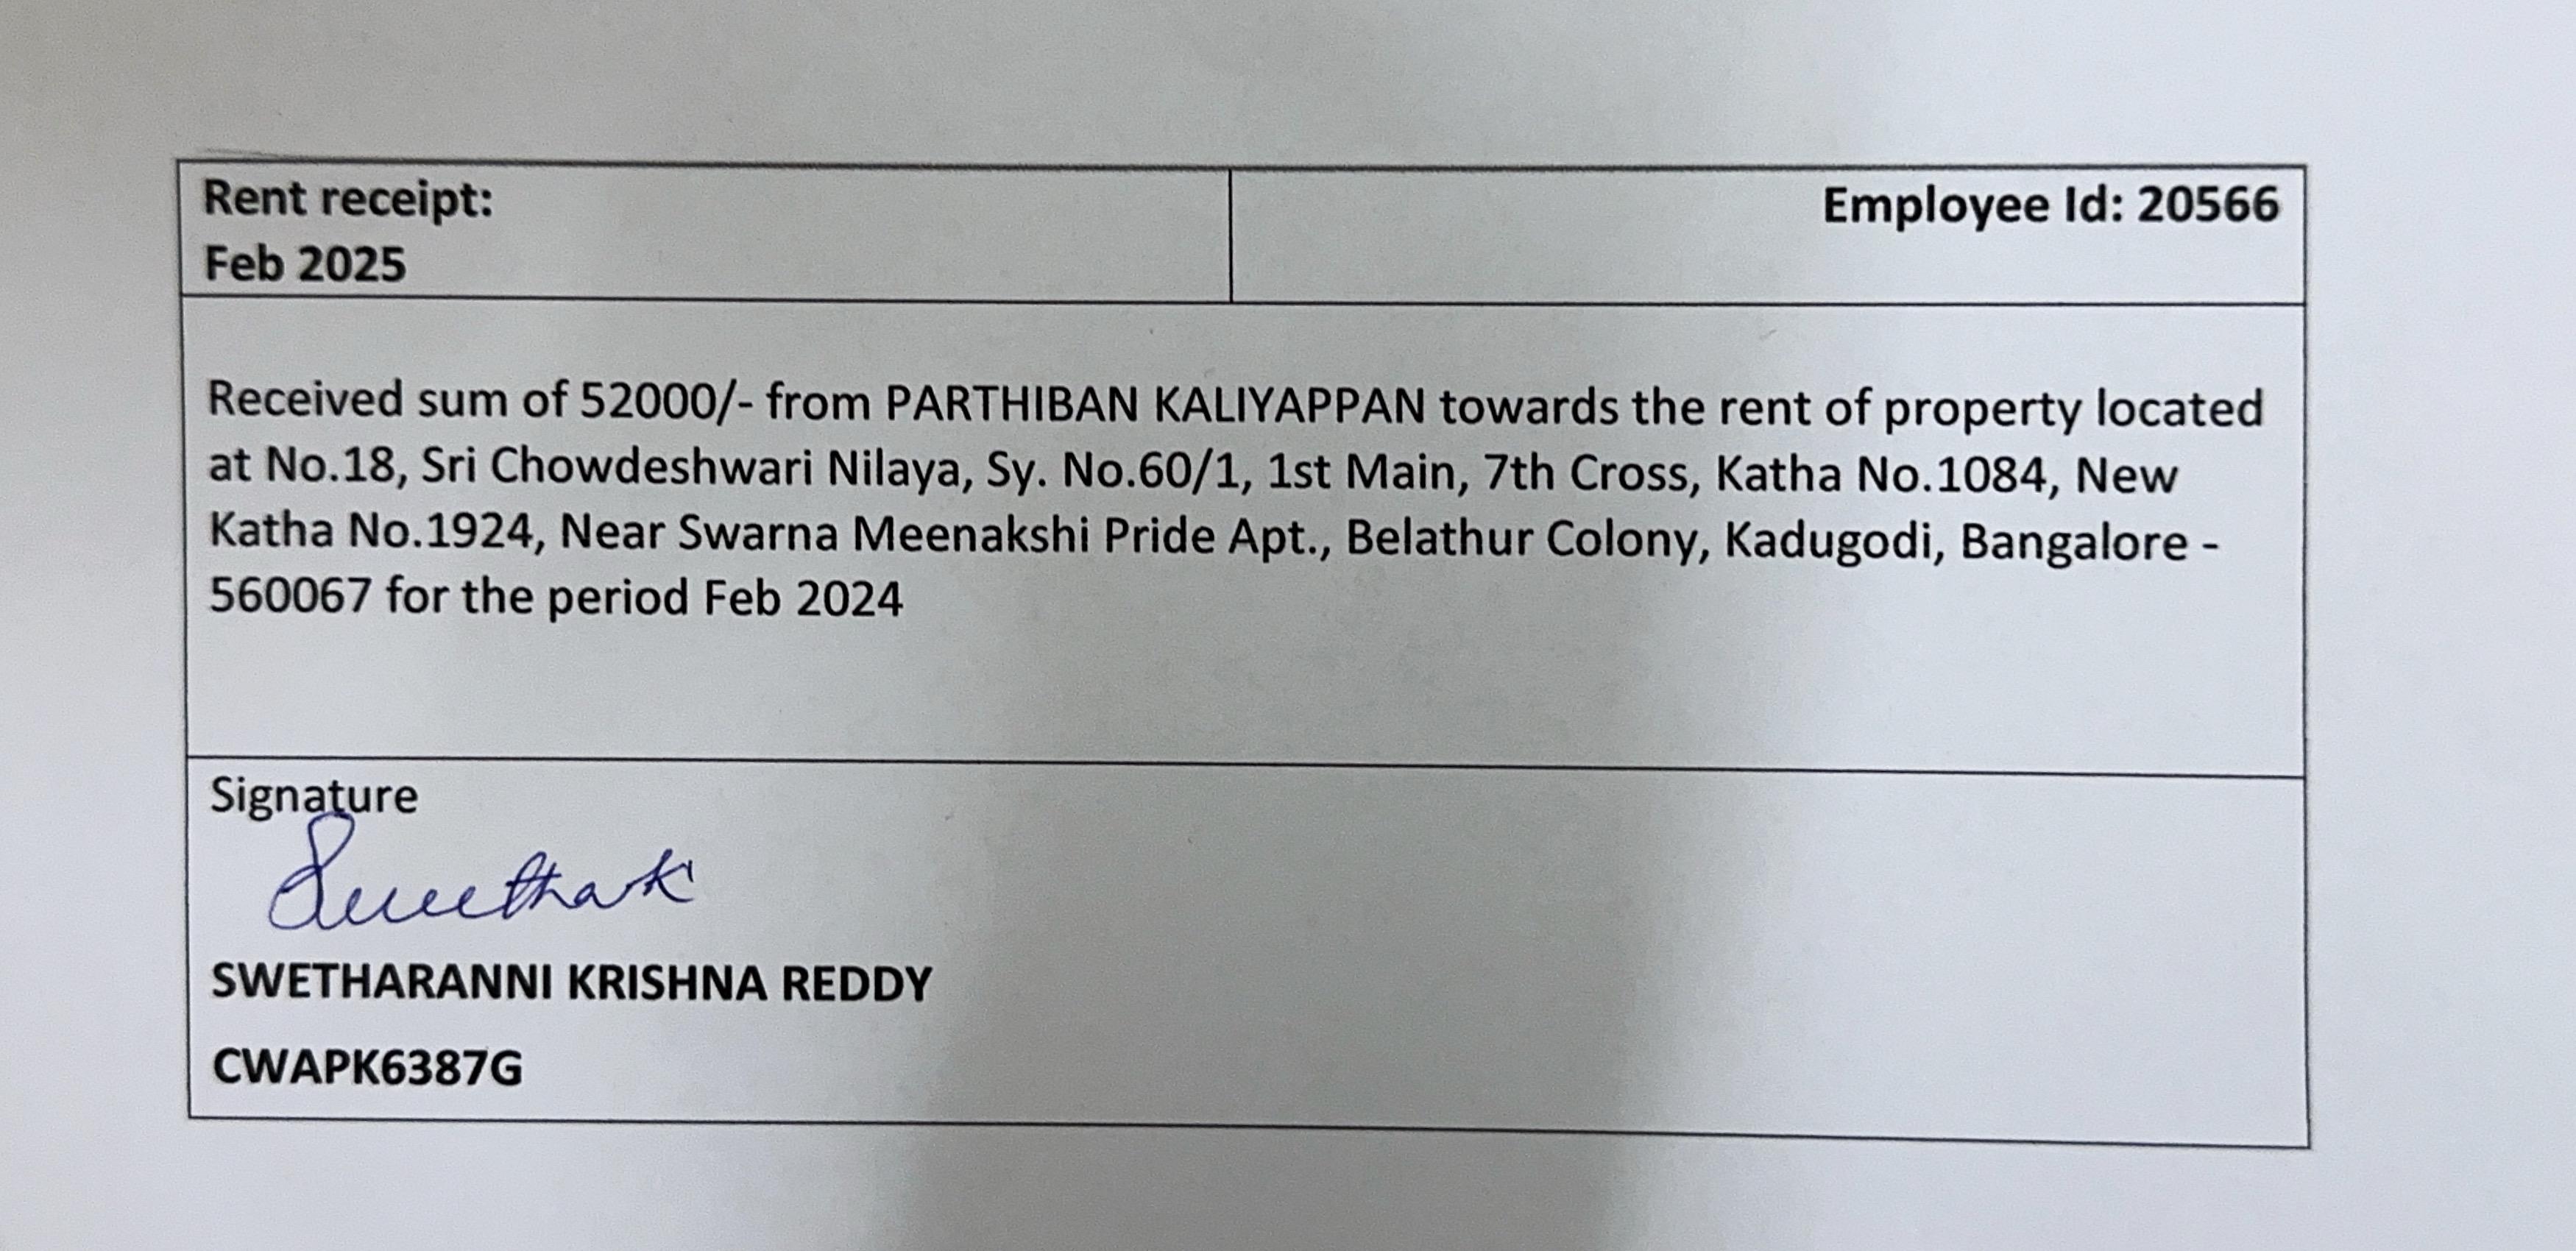 Rent receipt:
Employee Id: 20566
Feb 2025
Received sum of 52000/- from PARTHIBAN KALIYAPPAN towards the rent of property located
at No.18, Sri Chowdeshwari Nilaya, Sy. No.60/1, 1st Main, 7th Cross, Katha No.1084, New
Katha No.1924, Near Swarna Meenakshi Pride Apt., Belathur Colony, Kadugodi, Bangalore -
560067 for the period Feb 2024
Signature
Swethark
SWETHARANNI KRISHNA REDDY
CWAPK6387G